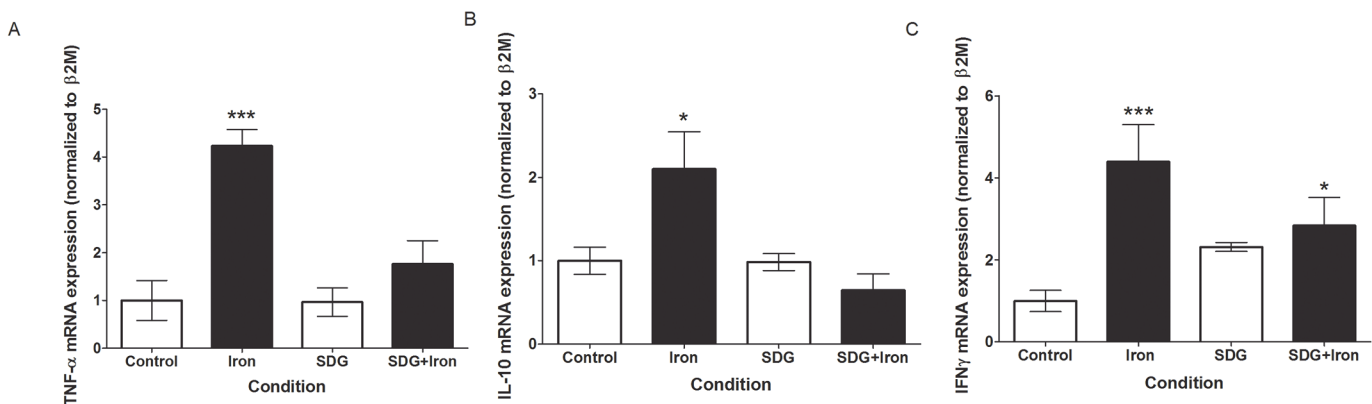 A
TNF-α mRNA expression (normalized to β2M)
5
4
3
2
1
0
***
Control Iron SDG SDG+Iron
Condition
B
IL-10 mRNA expression (normalized to β2M)
3
2
1
0
*
Control Iron SDG SDG+Iron
Condition
C
IFNγ mRNA expression (normalized to β2M)
6
4
2
0
***
*
Control Iron SDG SDG+Iron
Condition